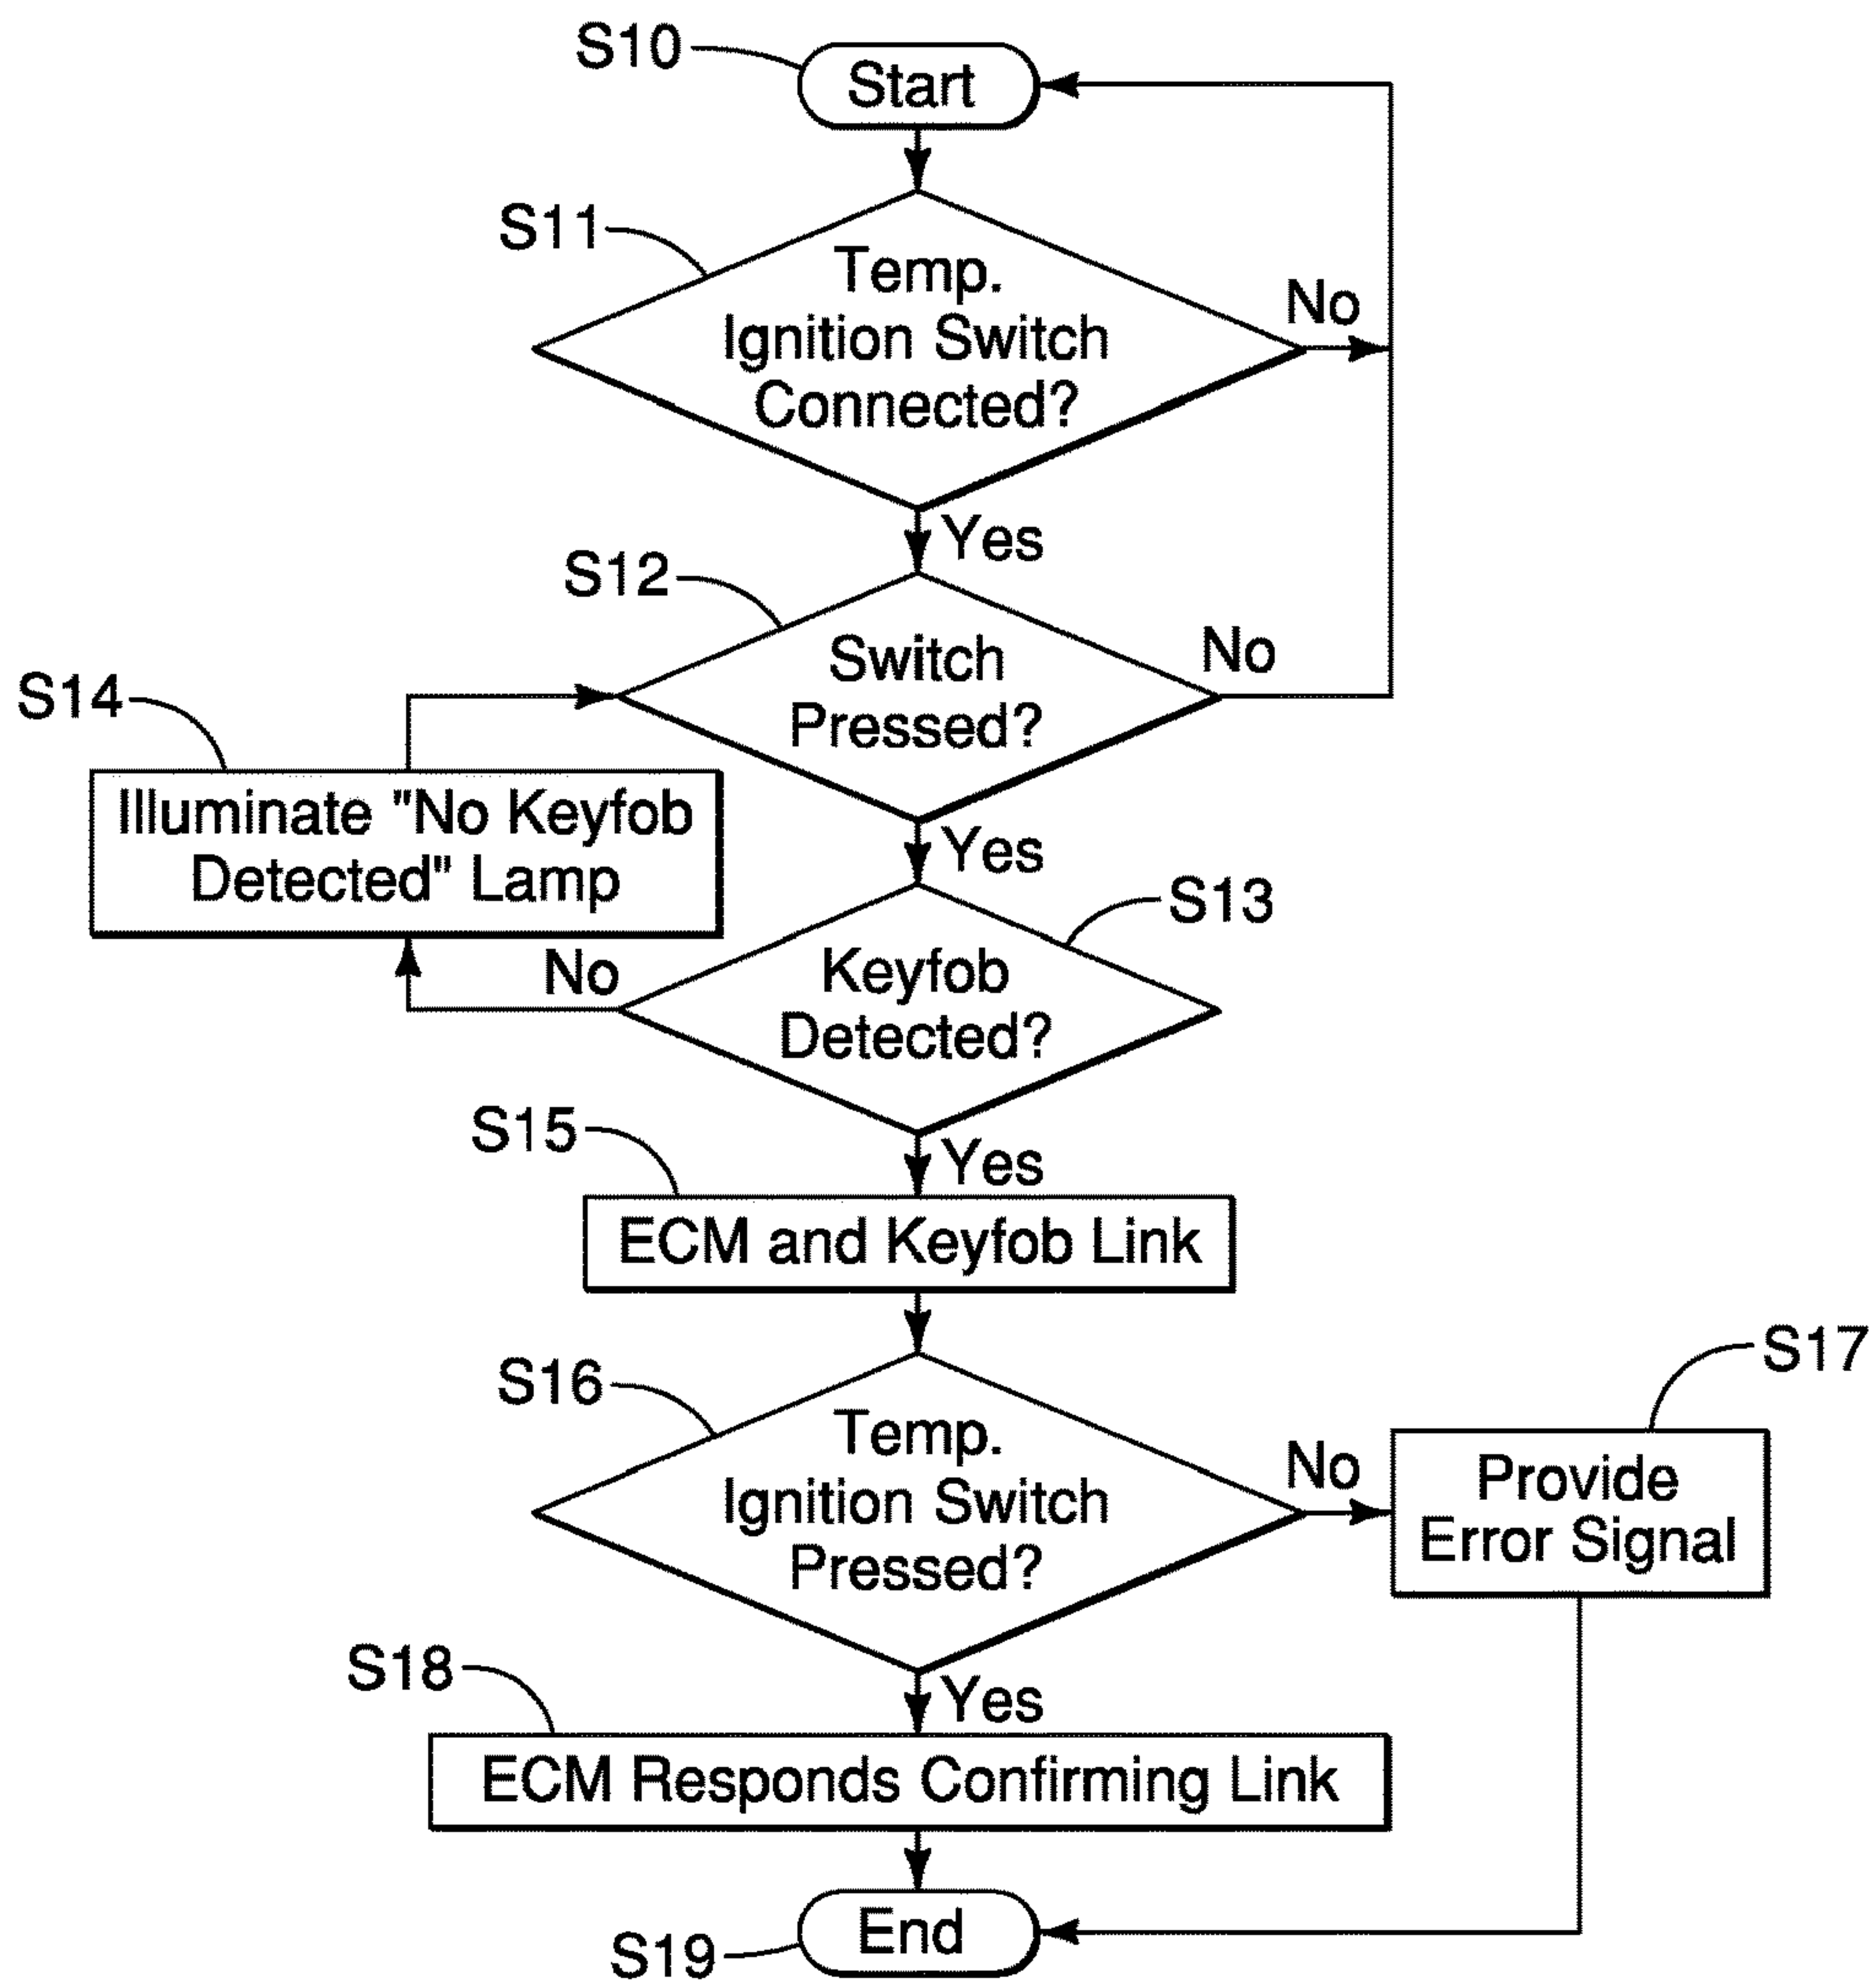 S10
Start
S11
Temp.
Ignition Switch
Connected?
No
Yes
S12
Switch
Pressed?
No
S14
Illuminate "No Keyfob
Detected" Lamp
Yes
S13
Keyfob
Detected?
No
S15
Yes
ECM and Keyfob Link
S16
Temp.
Ignition Switch
Pressed?
No
S17
Provide
Error Signal
S18
Yes
ECM Responds Confirming Link
End
S19